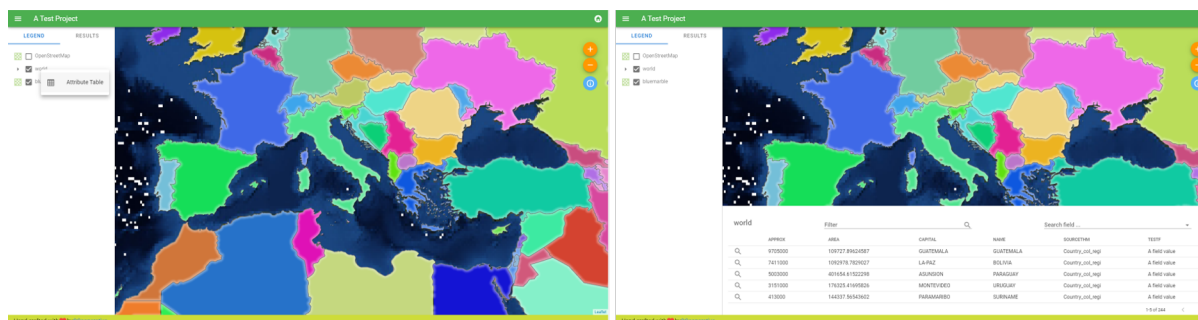 A Test Project
LEGEND RESULTS
OpenStreetMap
world
Attribute Table
Leaflet
A Test Project
LEGEND RESULTS
OpenStreetMap
world
bluemarble
world Filter Search field ...
APPROX AREA CAPITAL NAME SOURCETHM TESTF
9705000 109727.89624587 GUATEMALA GUATEMALA Country_col_regi A field value
7411000 1092978.7829027 LA-PAZ BOLIVIA Country_col_regi A field value
5003000 401654.61522298 ASUNSION PARAGUAY Country_col_regi A field value
3151000 176325.41695826 MONTEVIDEO URUGUAY Country_col_regi A field value
413000 144337.56543602 PARAMARIBO SURINAME Country_col_regi A field value